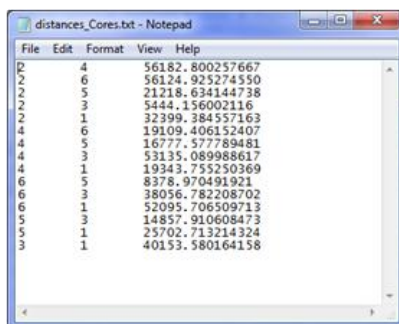 distances_Cores.txt - Notepad
File Edit Format View Help
2 4 56182.800257667
2 6 56124.925274550
2 5 21218.634144738
2 3 5444.156002116
2 1 32399.384557163
4 6 19109.406152407
4 5 16777.577789481
4 3 53135.089988617
4 1 19343.755250369
6 5 8378.970491921
6 3 38056.782208702
6 1 52095.706509713
5 3 14857.910608473
5 1 25702.713214324
3 1 40153.580164158